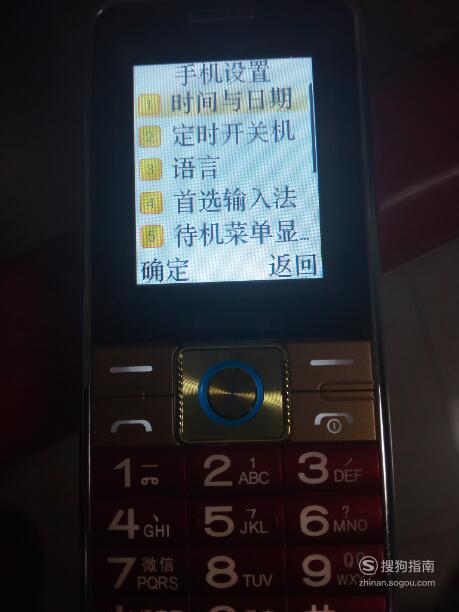 手机设置
1 时间与日期
2 定时开关机
3 语言
4 首选输入法
5 待机菜单显...
确定 返回
1 2 ABC 3 DEF
4 GHI 5 JKL 6 MNO
7 微信 PQRS 8 TUV 9 QQ
搜狗指南
zhinan.sogou.com